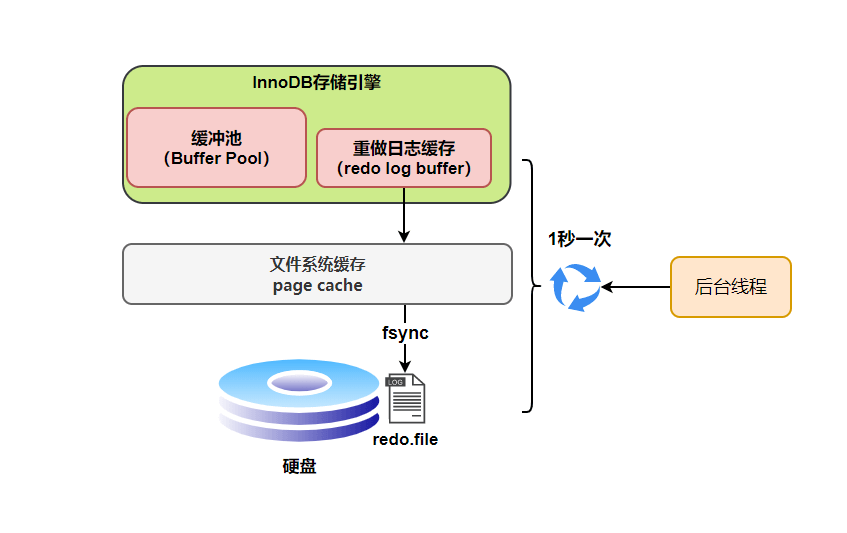 InnoDB存储引擎
缓冲池
（Buffer Pool）
重做日志缓存
（redo log buffer）
文件系统缓存
page cache
fsync
LOG
redo.file
硬盘
1秒一次
后台线程